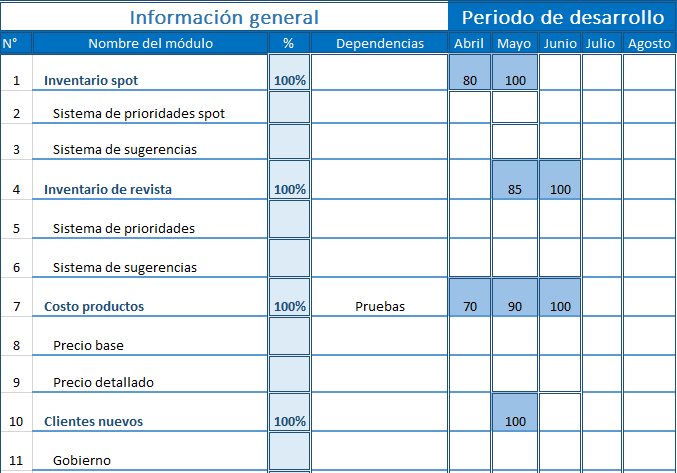 Información general Periodo de desarrollo
N° Nombre del módulo % Dependencias Abril Mayo Junio Julio Agosto
1 Inventario spot 100% 80 100
2 Sistema de prioridades spot
3 Sistema de sugerencias
4 Inventario de revista 100% 85 100
5 Sistema de prioridades
6 Sistema de sugerencias
7 Costo productos 100% Pruebas 70 90 100
8 Precio base
9 Precio detallado
10 Clientes nuevos 100% 100
11 Gobierno